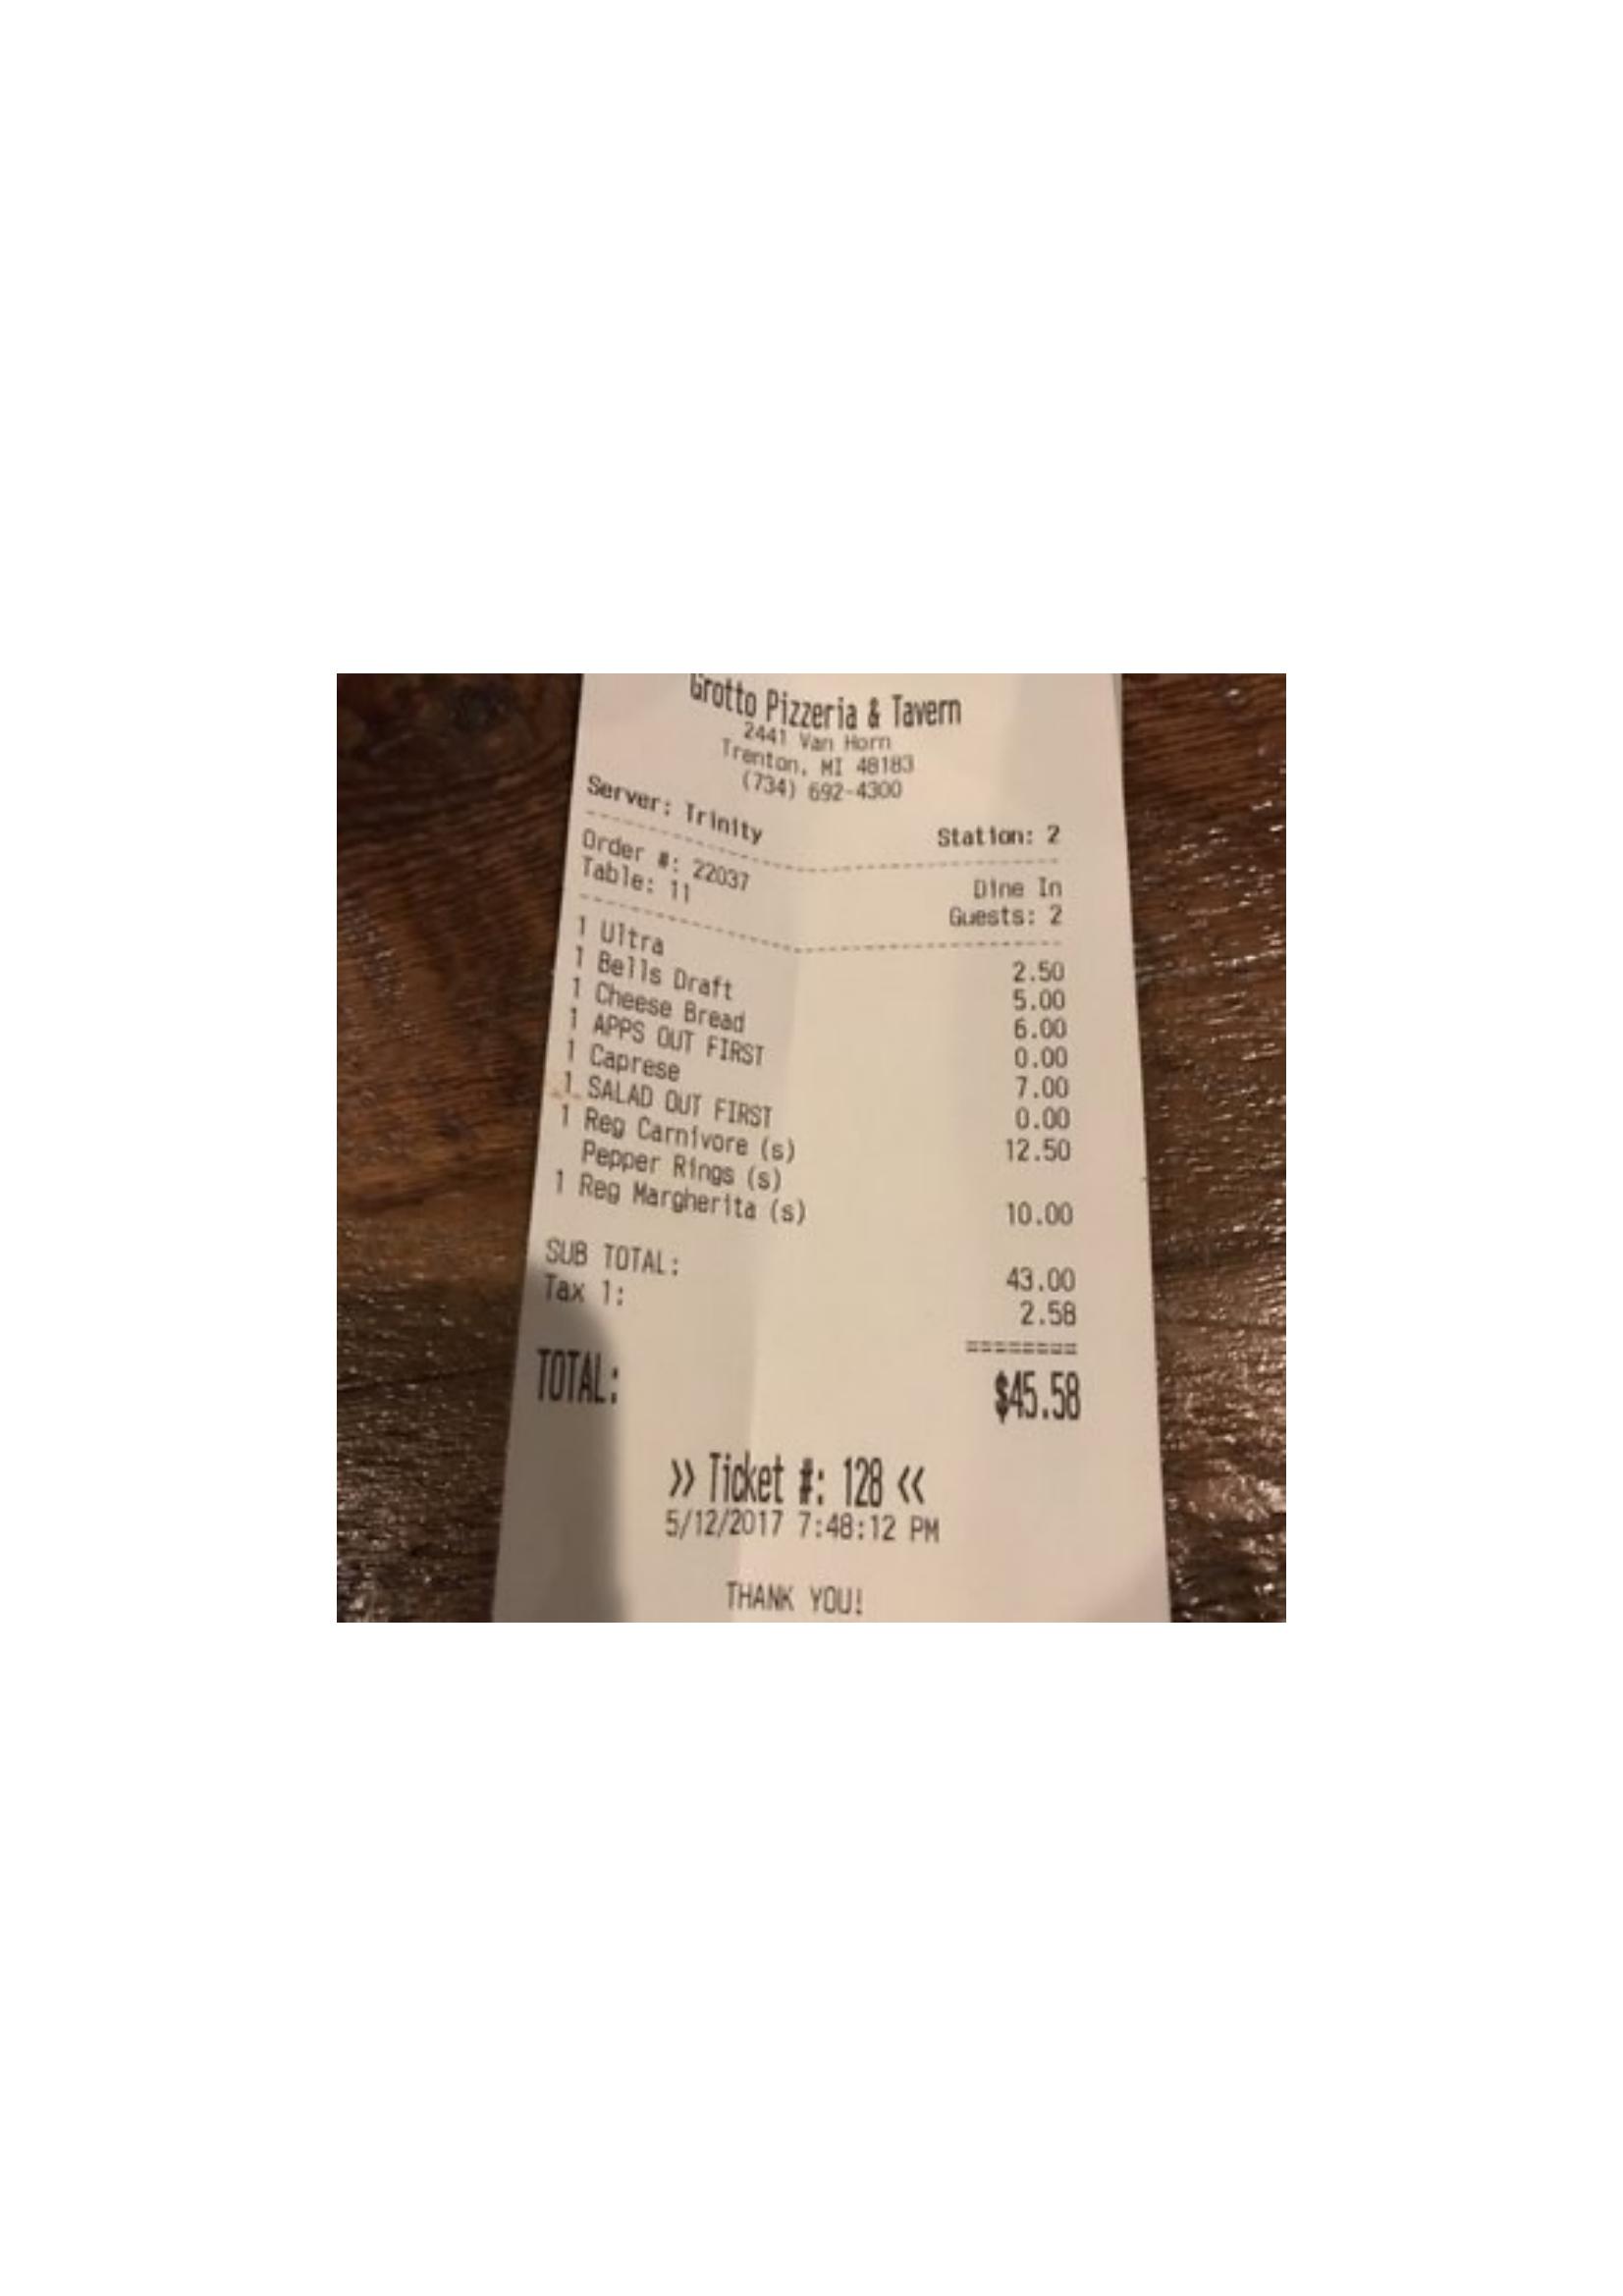 Grotto Pizzeria & Tavern
2441 Van Horn
Trenton, MI 48183
(734) 692-4300
Server: Trinity Station: 2
Order #: 22037 Dine In
Table: 11 Guests: 2
1 Ultra 2.50
1 Bells Draft 5.00
1 Cheese Bread 6.00
1 APPS OUT FIRST 0.00
1 Caprese 7.00
1 SALAD OUT FIRST 0.00
1 Reg Carnivore (s) 12.50
Pepper Rings (s)
1 Reg Margherita (s) 10.00
SUB TOTAL: 43.00
Tax 1: 2.58
========
TOTAL: $45.58
>> Ticket #: 128 <<
5/12/2017 7:48:12 PM
THANK YOU!